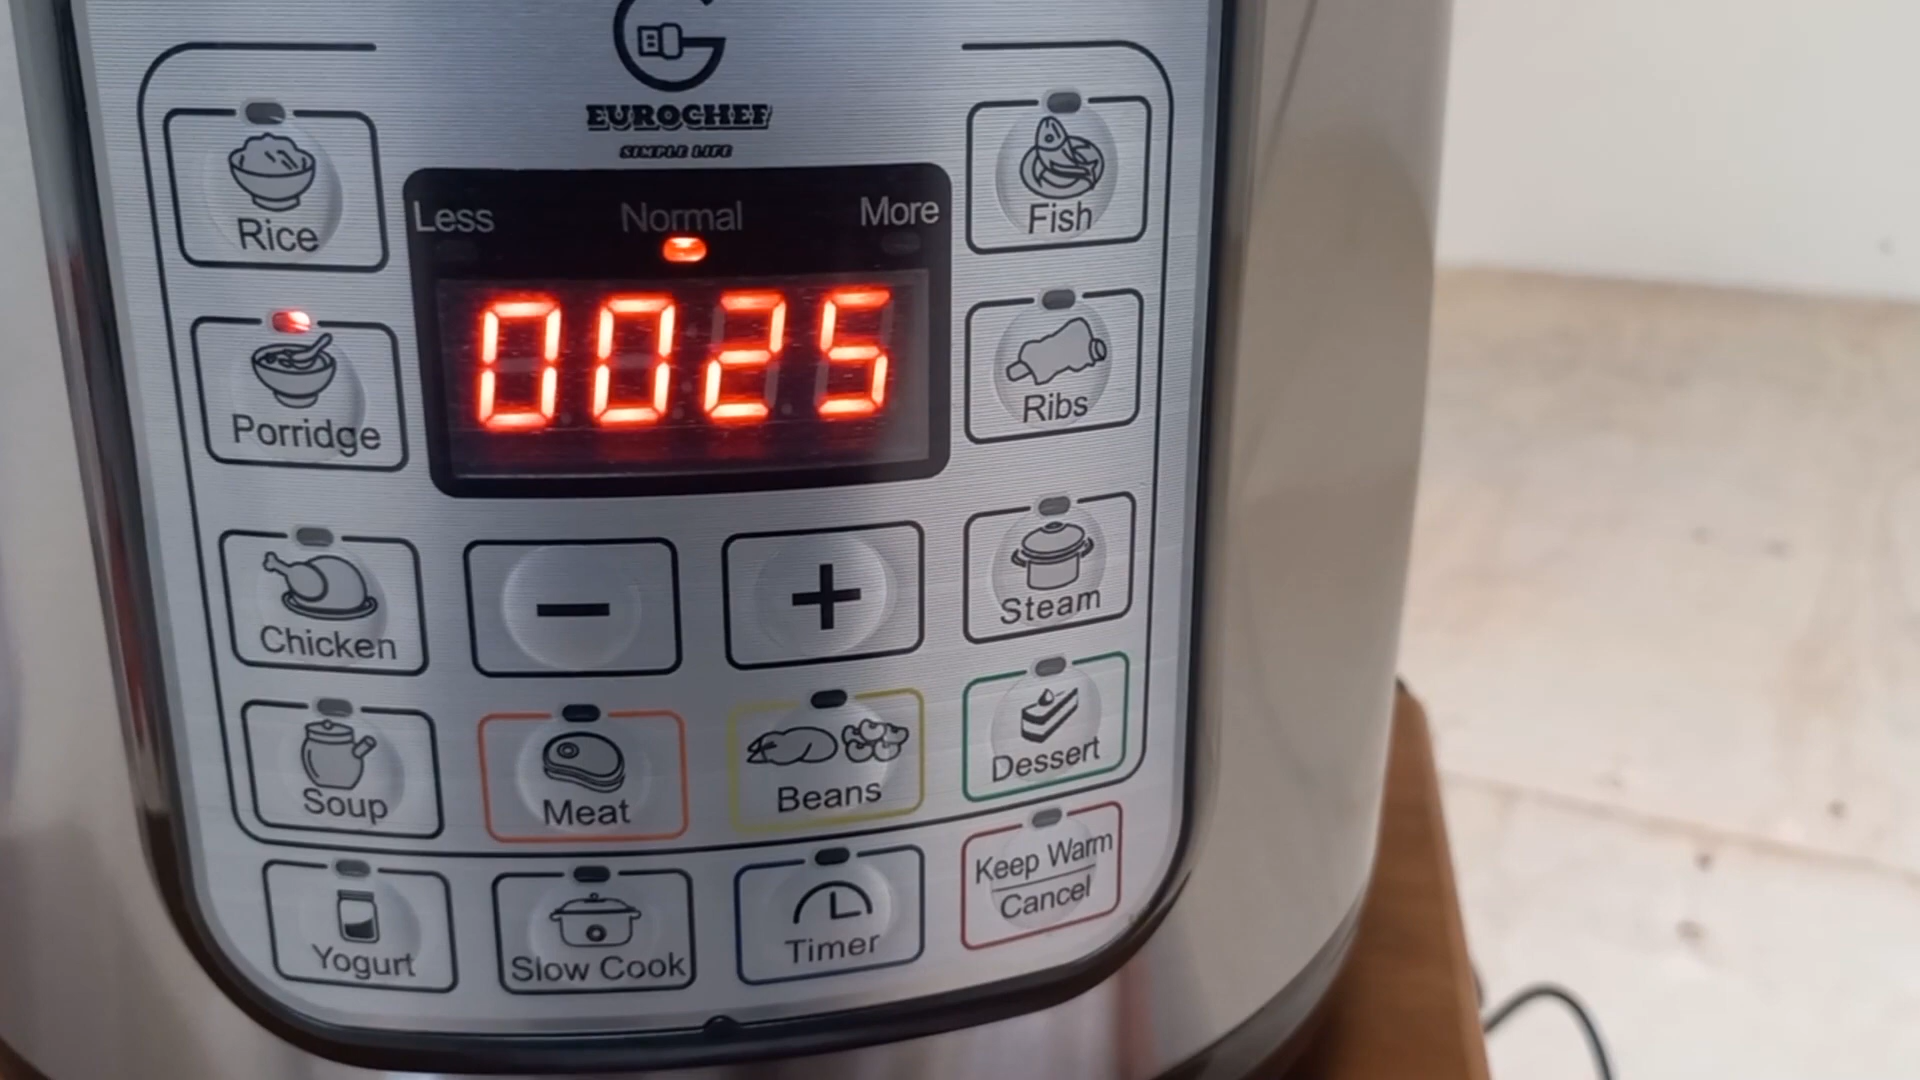 EUROCHEF
SIMPLE LIFE
Less Normal More
0025
Rice
Porridge
Chicken
Soup
Yogurt
−
+
Meat
Beans
Slow Cook
Timer
Fish
Ribs
Steam
Dessert
Keep Warm
Cancel